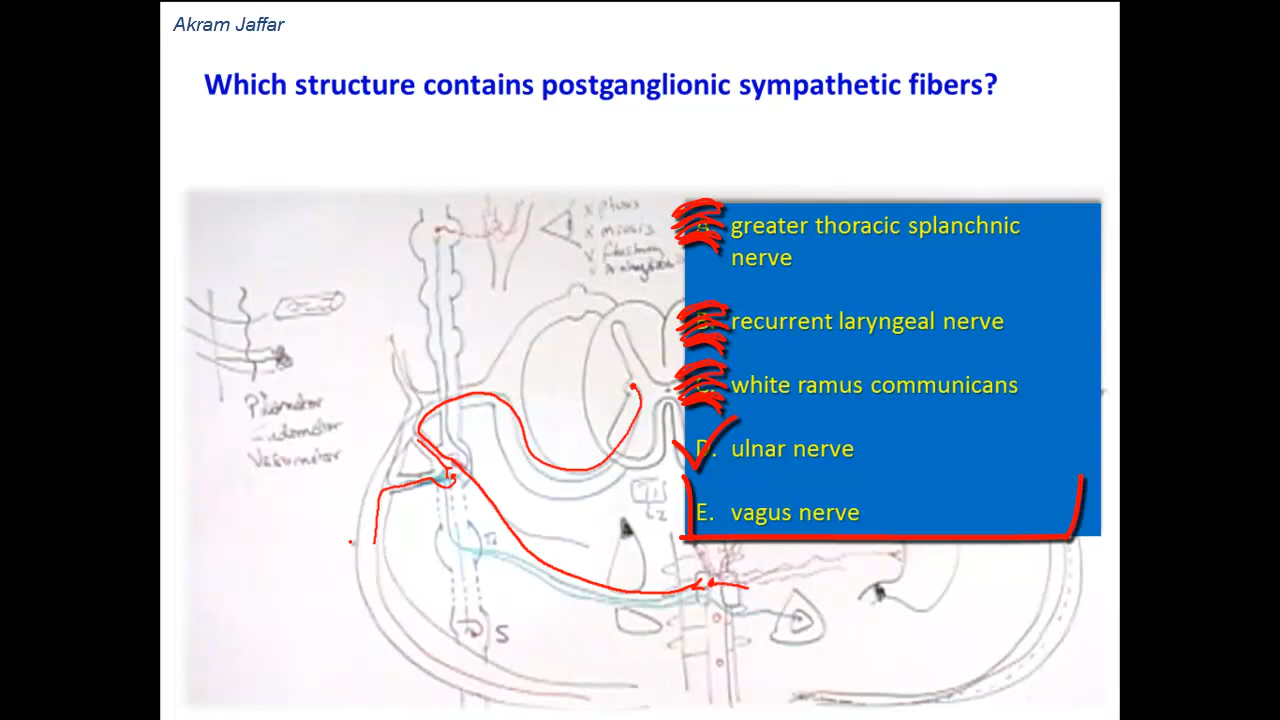 Akram Jaffar
Which structure contains postganglionic sympathetic fibers?
A. greater thoracic splanchnic
nerve
B. recurrent laryngeal nerve
C. white ramus communicans
D. ulnar nerve
E. vagus nerve
x miosis
Vasomotor
S